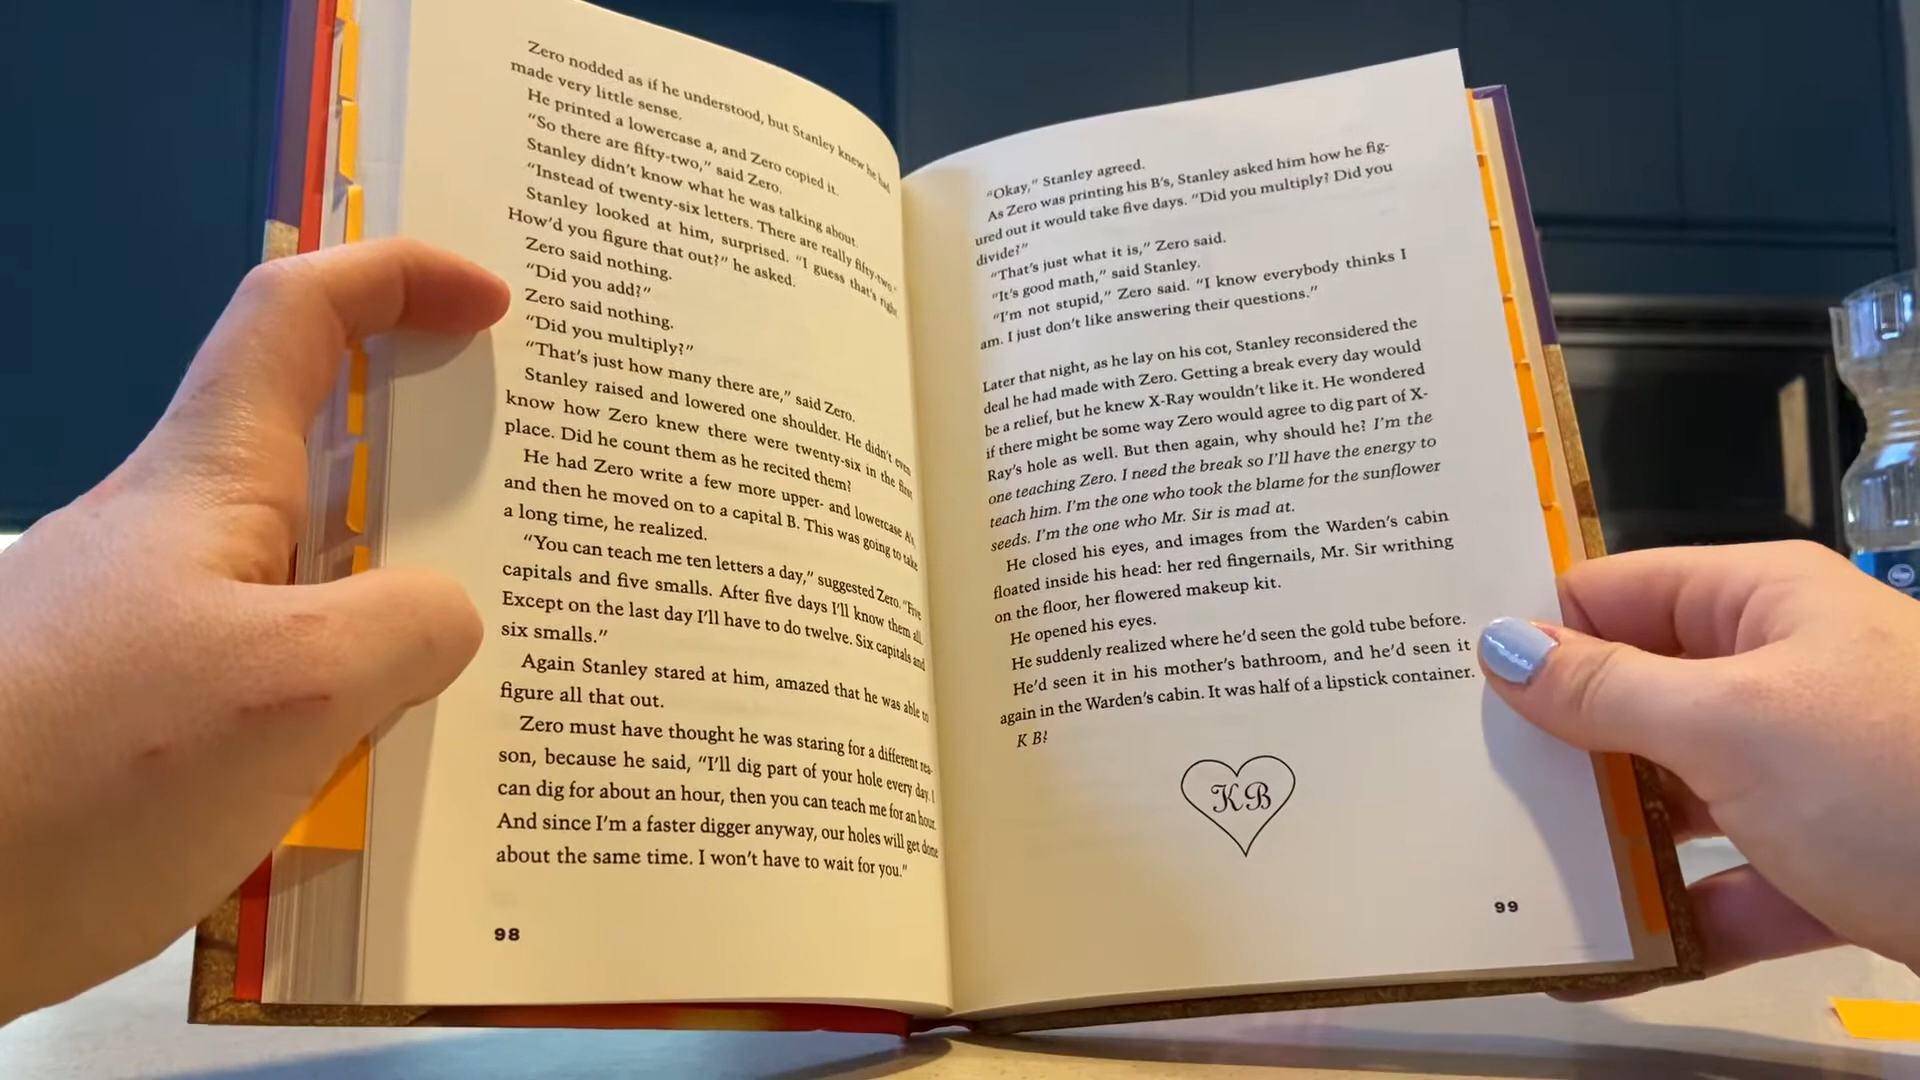 Zero nodded as if he understood, but Stanley knew he had
made very little sense.
He printed a lowercase a, and Zero copied it.
“So there are fifty-two,” said Zero.
Stanley didn’t know what he was talking about.
“Instead of twenty-six letters. There are really fifty-two.”
Stanley looked at him, surprised. “I guess that’s right.
How’d you figure that out?” he asked.
Zero said nothing.
“Did you add?”
Zero said nothing.
“Did you multiply?”
“That’s just how many there are,” said Zero.
Stanley raised and lowered one shoulder. He didn’t even
know how Zero knew there were twenty-six in the first
place. Did he count them as he recited them?
He had Zero write a few more upper- and lowercase A’s,
and then he moved on to a capital B. This was going to take
a long time, he realized.
“You can teach me ten letters a day,” suggested Zero. “Five
capitals and five smalls. After five days I’ll know them all.
Except on the last day I’ll have to do twelve. Six capitals and
six smalls.”
Again Stanley stared at him, amazed that he was able to
figure all that out.
Zero must have thought he was staring for a different rea-
son, because he said, “I’ll dig part of your hole every day. I
can dig for about an hour, then you can teach me for an hour.
And since I’m a faster digger anyway, our holes will get done
about the same time. I won’t have to wait for you.”
98
“Okay,” Stanley agreed.
As Zero was printing his B’s, Stanley asked him how he fig-
ured out it would take five days. “Did you multiply? Did you
divide?”
“That’s just what it is,” Zero said.
“It’s good math,” said Stanley.
“I’m not stupid,” Zero said. “I know everybody thinks I
am. I just don’t like answering their questions.”
Later that night, as he lay on his cot, Stanley reconsidered the
deal he had made with Zero. Getting a break every day would
be a relief, but he knew X-Ray wouldn’t like it. He wondered
if there might be some way Zero would agree to dig part of X-
Ray’s hole as well. But then again, why should he? I’m the
one teaching Zero. I need the break so I’ll have the energy to
teach him. I’m the one who took the blame for the sunflower
seeds. I’m the one who Mr. Sir is mad at.
He closed his eyes, and images from the Warden’s cabin
floated inside his head: her red fingernails, Mr. Sir writhing
on the floor, her flowered makeup kit.
He opened his eyes.
He suddenly realized where he’d seen the gold tube before.
He’d seen it in his mother’s bathroom, and he’d seen it
again in the Warden’s cabin. It was half of a lipstick container.
K B?
KB
99